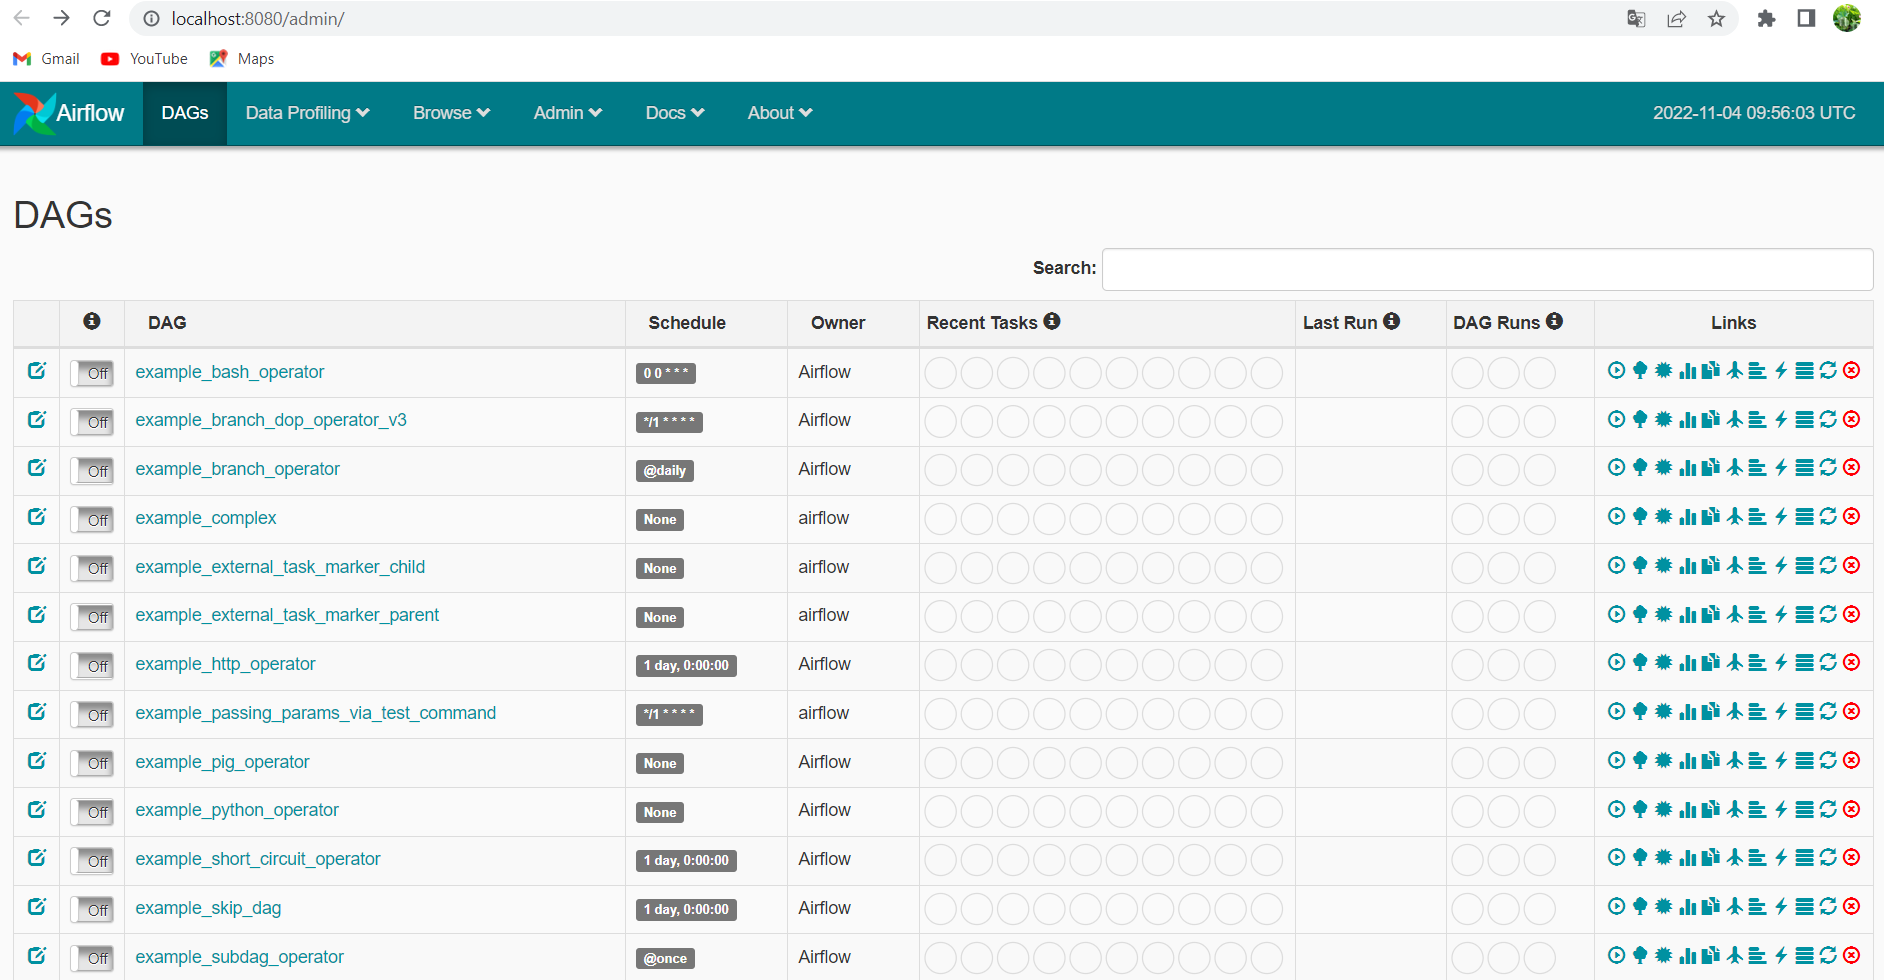 localhost:8080/admin/
Gmail YouTube Maps
Airflow DAGs Data Profiling Browse Admin Docs About 2022-11-04 09:56:03 UTC
DAGs
Search:
DAG Schedule Owner Recent Tasks Last Run DAG Runs Links
Off example_bash_operator 0 0 * * * Airflow
Off example_branch_dop_operator_v3 */1 * * * * Airflow
Off example_branch_operator @daily Airflow
Off example_complex None airflow
Off example_external_task_marker_child None airflow
Off example_external_task_marker_parent None airflow
Off example_http_operator 1 day, 0:00:00 Airflow
Off example_passing_params_via_test_command */1 * * * * airflow
Off example_pig_operator None Airflow
Off example_python_operator None Airflow
Off example_short_circuit_operator 1 day, 0:00:00 Airflow
Off example_skip_dag 1 day, 0:00:00 Airflow
Off example_subdag_operator @once Airflow